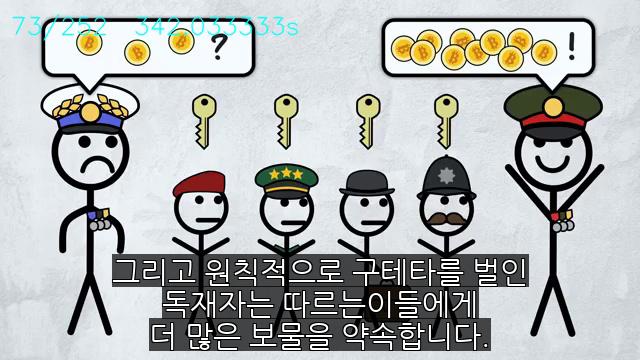 73/252 342.033333s
?
!
그리고 원칙적으로 구테타를 벌인
독재자는 따르는이들에게
더 많은 보물을 약속합니다.